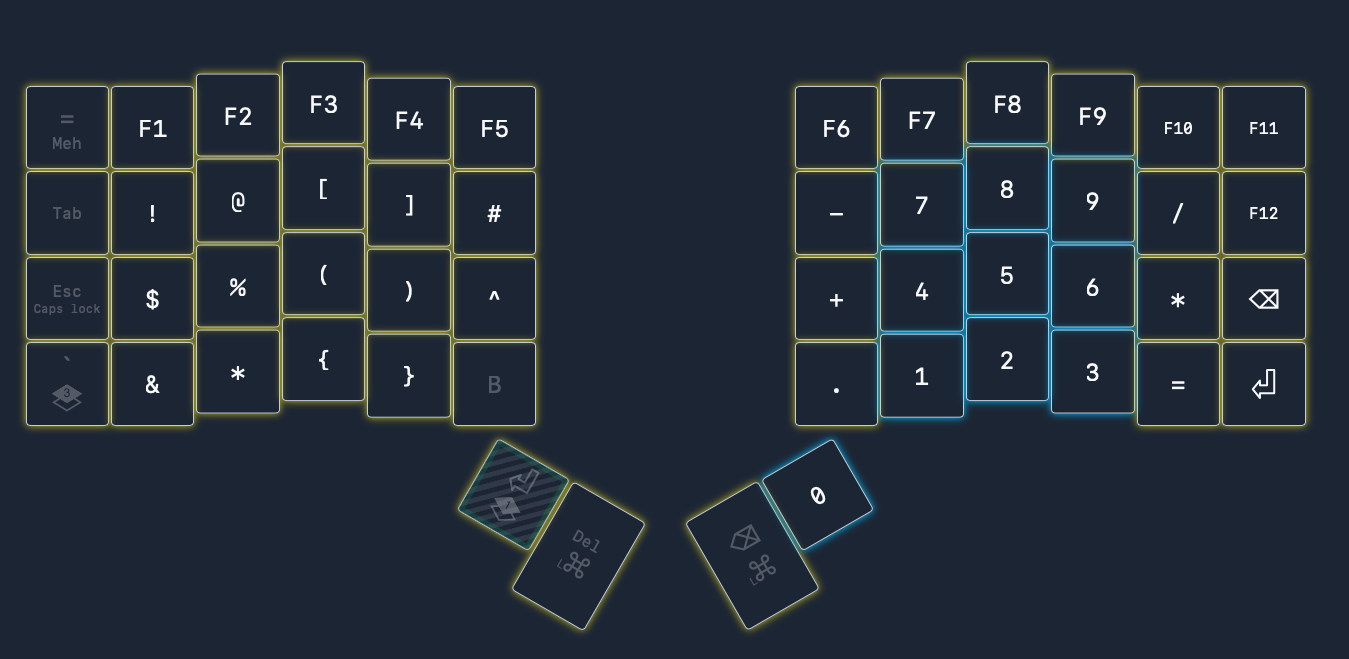 = F1 F2 F3 F4 F5 F6 F7 F8 F9 F10 F11
Meh
Tab ! @ [ ] # − 7 8 9 / F12
Esc $ % ( ) ^ + 4 5 6 * ⌫
Caps lock
` & * { } B . 1 2 3 = ⏎
3
0
Del
L⌘ L⌘